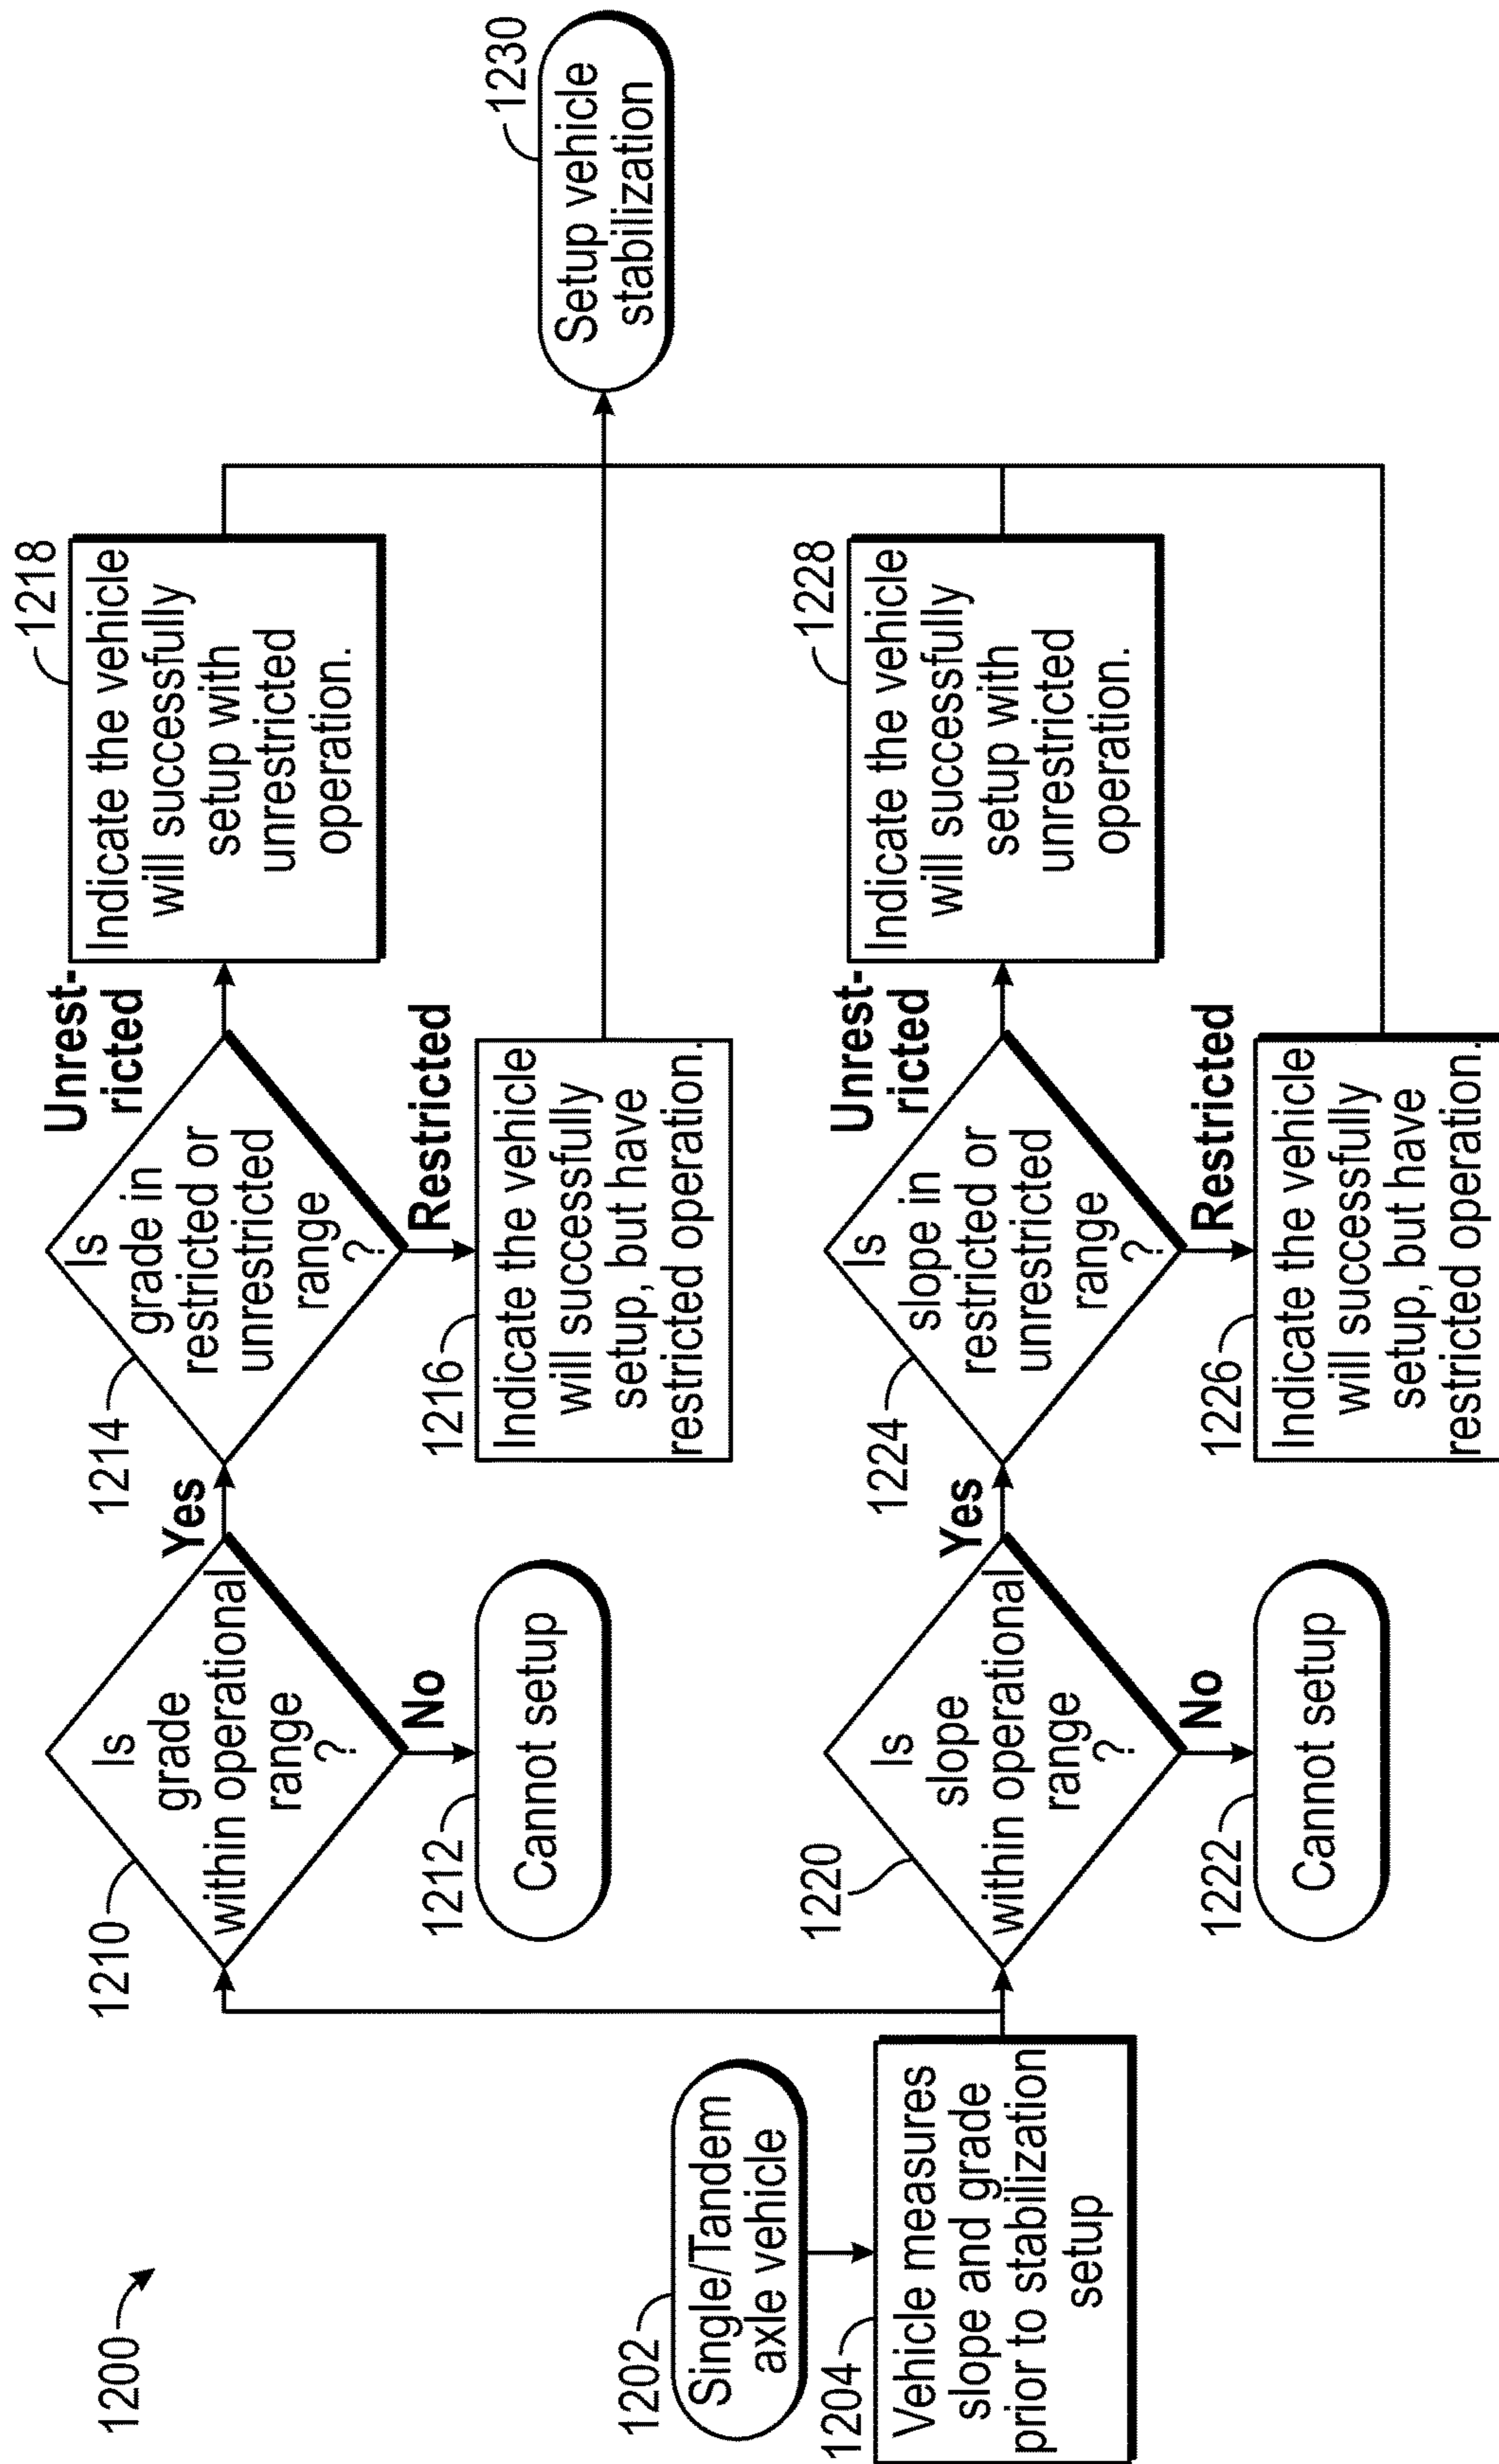 1200
1202
Single/Tandem
axle vehicle
1204
Vehicle measures
slope and grade
prior to stabilization
setup
1210
Is
grade
within operational
range
?
Yes
No
1212
Cannot setup
1214
Is
grade in
restricted or
unrestricted
range
?
Unrest-
ricted
Restricted
1216
Indicate the vehicle
will successfully
setup, but have
restricted operation.
1218
Indicate the vehicle
will successfully
setup with
unrestricted
operation.
1220
Is
slope
within operational
range
?
Yes
No
1222
Cannot setup
1224
Is
slope in
restricted or
unrestricted
range
?
Unrest-
ricted
Restricted
1226
Indicate the vehicle
will successfully
setup, but have
restricted operation.
1228
Indicate the vehicle
will successfully
setup with
unrestricted
operation.
1230
Setup vehicle
stabilization